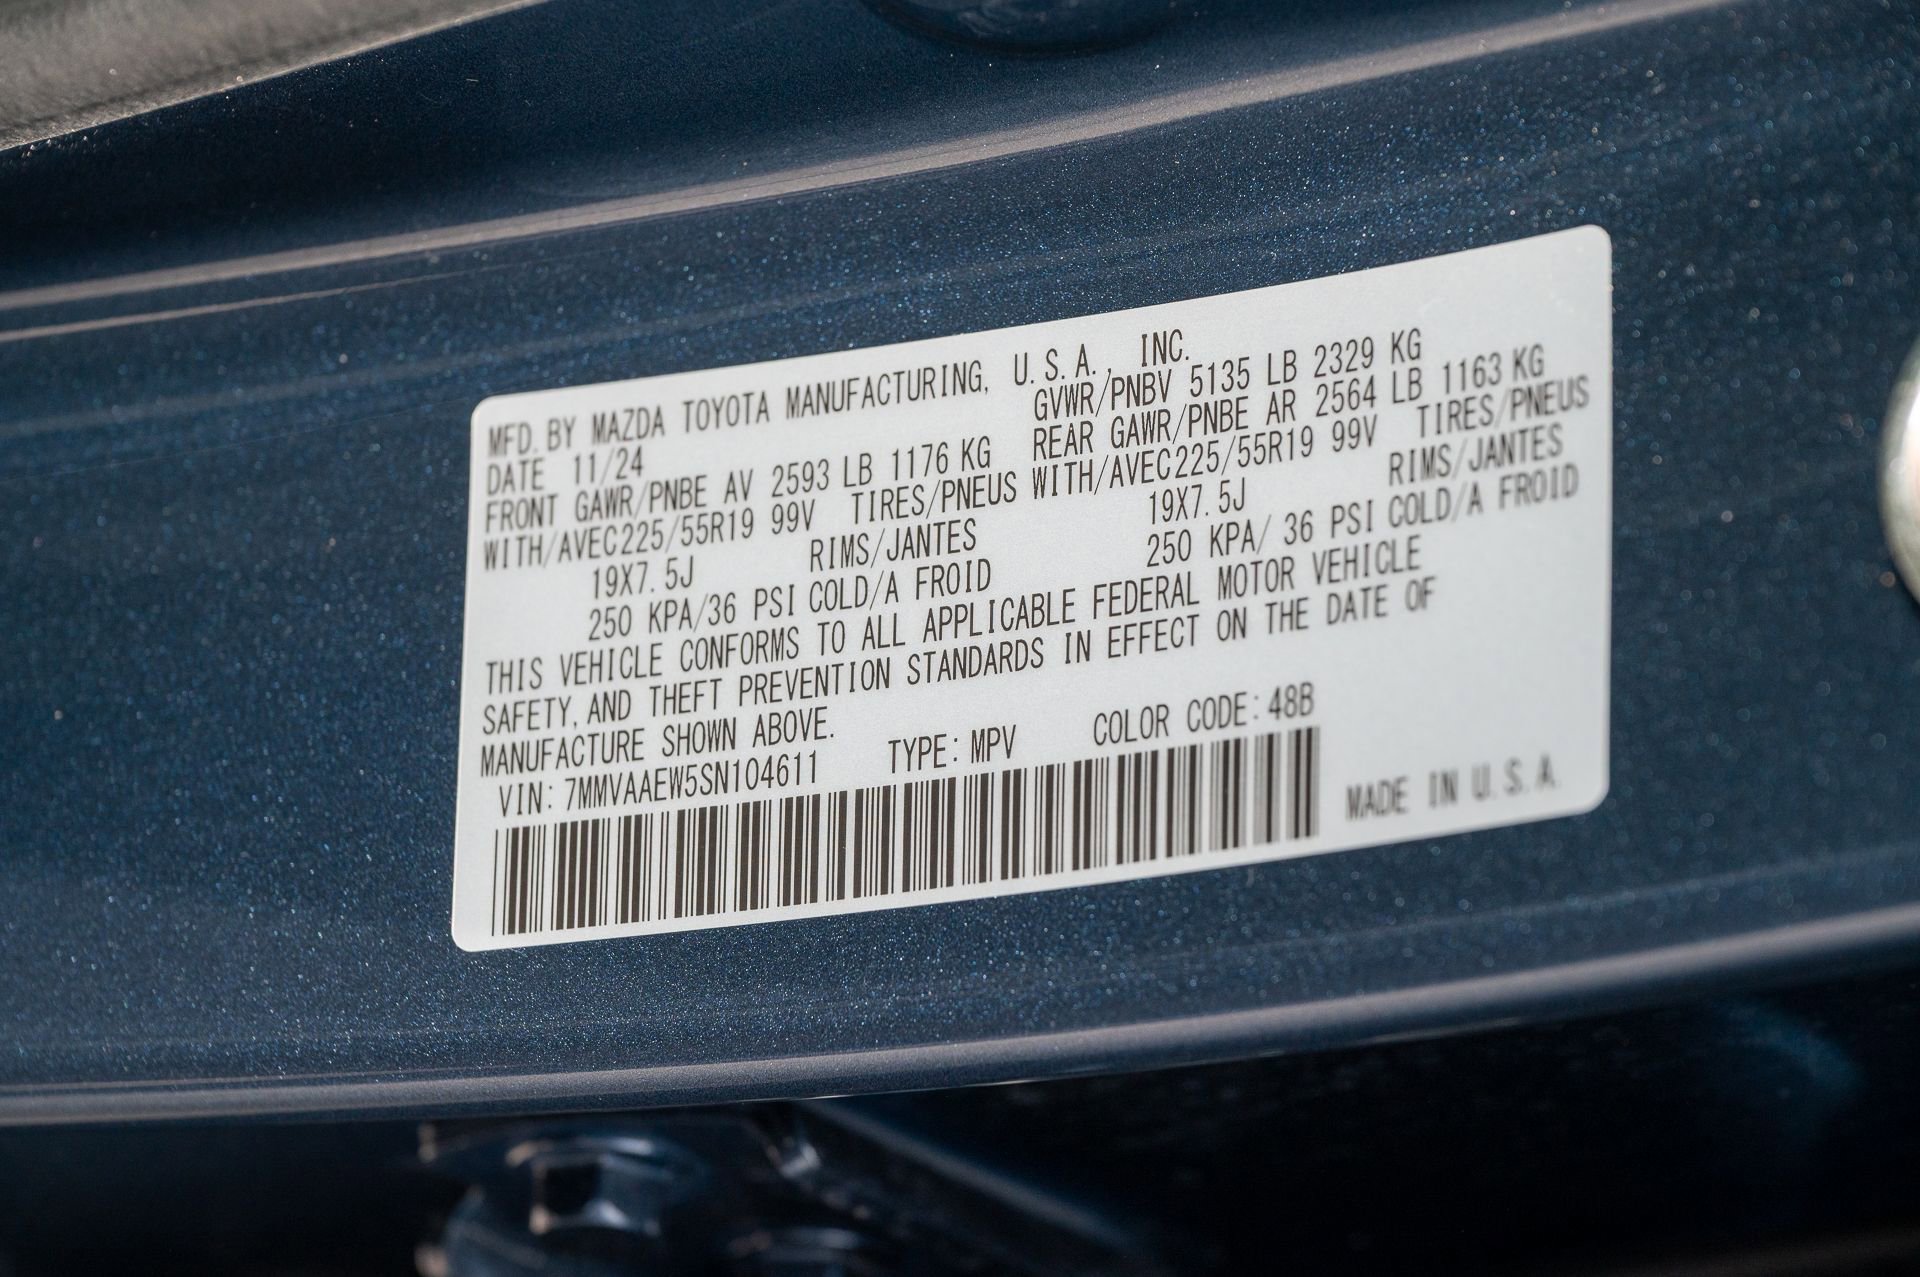 MFD. BY MAZDA TOYOTA MANUFACTURING, U.S.A., INC.
DATE 11/24 GVWR/PNBV 5135 LB 2329 KG
FRONT GAWR/PNBE AV 2593 LB 1176 KG REAR GAWR/PNBE AR 2564 LB 1163 KG
WITH/AVEC225/55R19 99V TIRES/PNEUS WITH/AVEC225/55R19 99V TIRES/PNEUS
19X7.5J RIMS/JANTES 19X7.5J RIMS/JANTES
250 KPA/36 PSI COLD/A FROID 250 KPA/ 36 PSI COLD/A FROID
THIS VEHICLE CONFORMS TO ALL APPLICABLE FEDERAL MOTOR VEHICLE
SAFETY, AND THEFT PREVENTION STANDARDS IN EFFECT ON THE DATE OF
MANUFACTURE SHOWN ABOVE.
VIN: 7MMVAAEW5SN104611 TYPE: MPV COLOR CODE: 48B
MADE IN U.S.A.